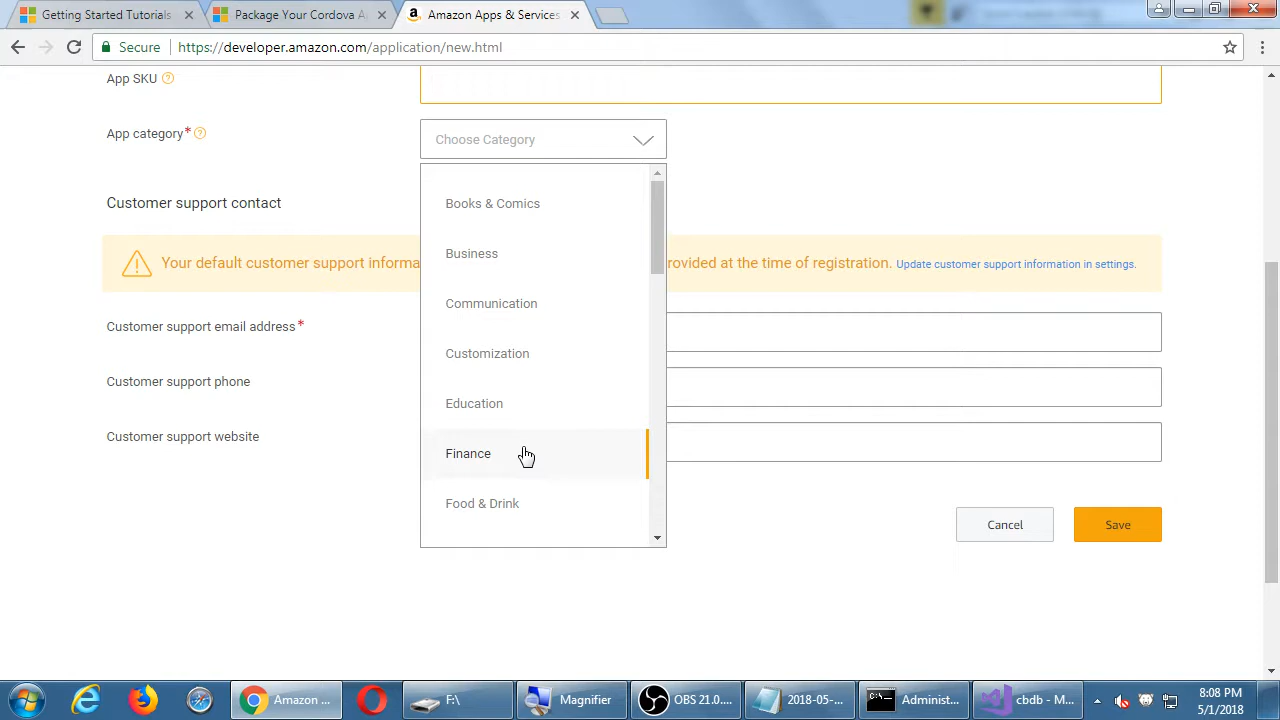 Getting Started Tutorials
Package Your Cordova A
Amazon Apps & Services
Secure
https://developer.amazon.com/application/new.html
App SKU ?
App category* ?
Choose Category
Books & Comics
Business
Communication
Customization
Education
Finance
Food & Drink
Customer support contact
Your default customer support informa
rovided at the time of registration. Update customer support information in settings.
Customer support email address*
Customer support phone
Customer support website
Cancel
Save
Amazon ...
F:\
Magnifier
OBS 21.0....
2018-05-...
Administ...
cbdb - M...
8:08 PM
5/1/2018